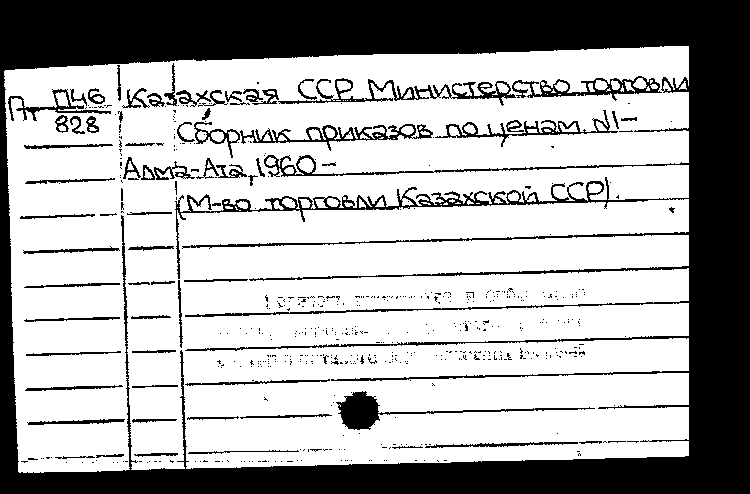 Пт П46 Казахская ССР. Министерство торговли
828
Сборник приказов по ценам. N1-
Алма-Ата, 1960-
(М-во торговли Казахской ССР).